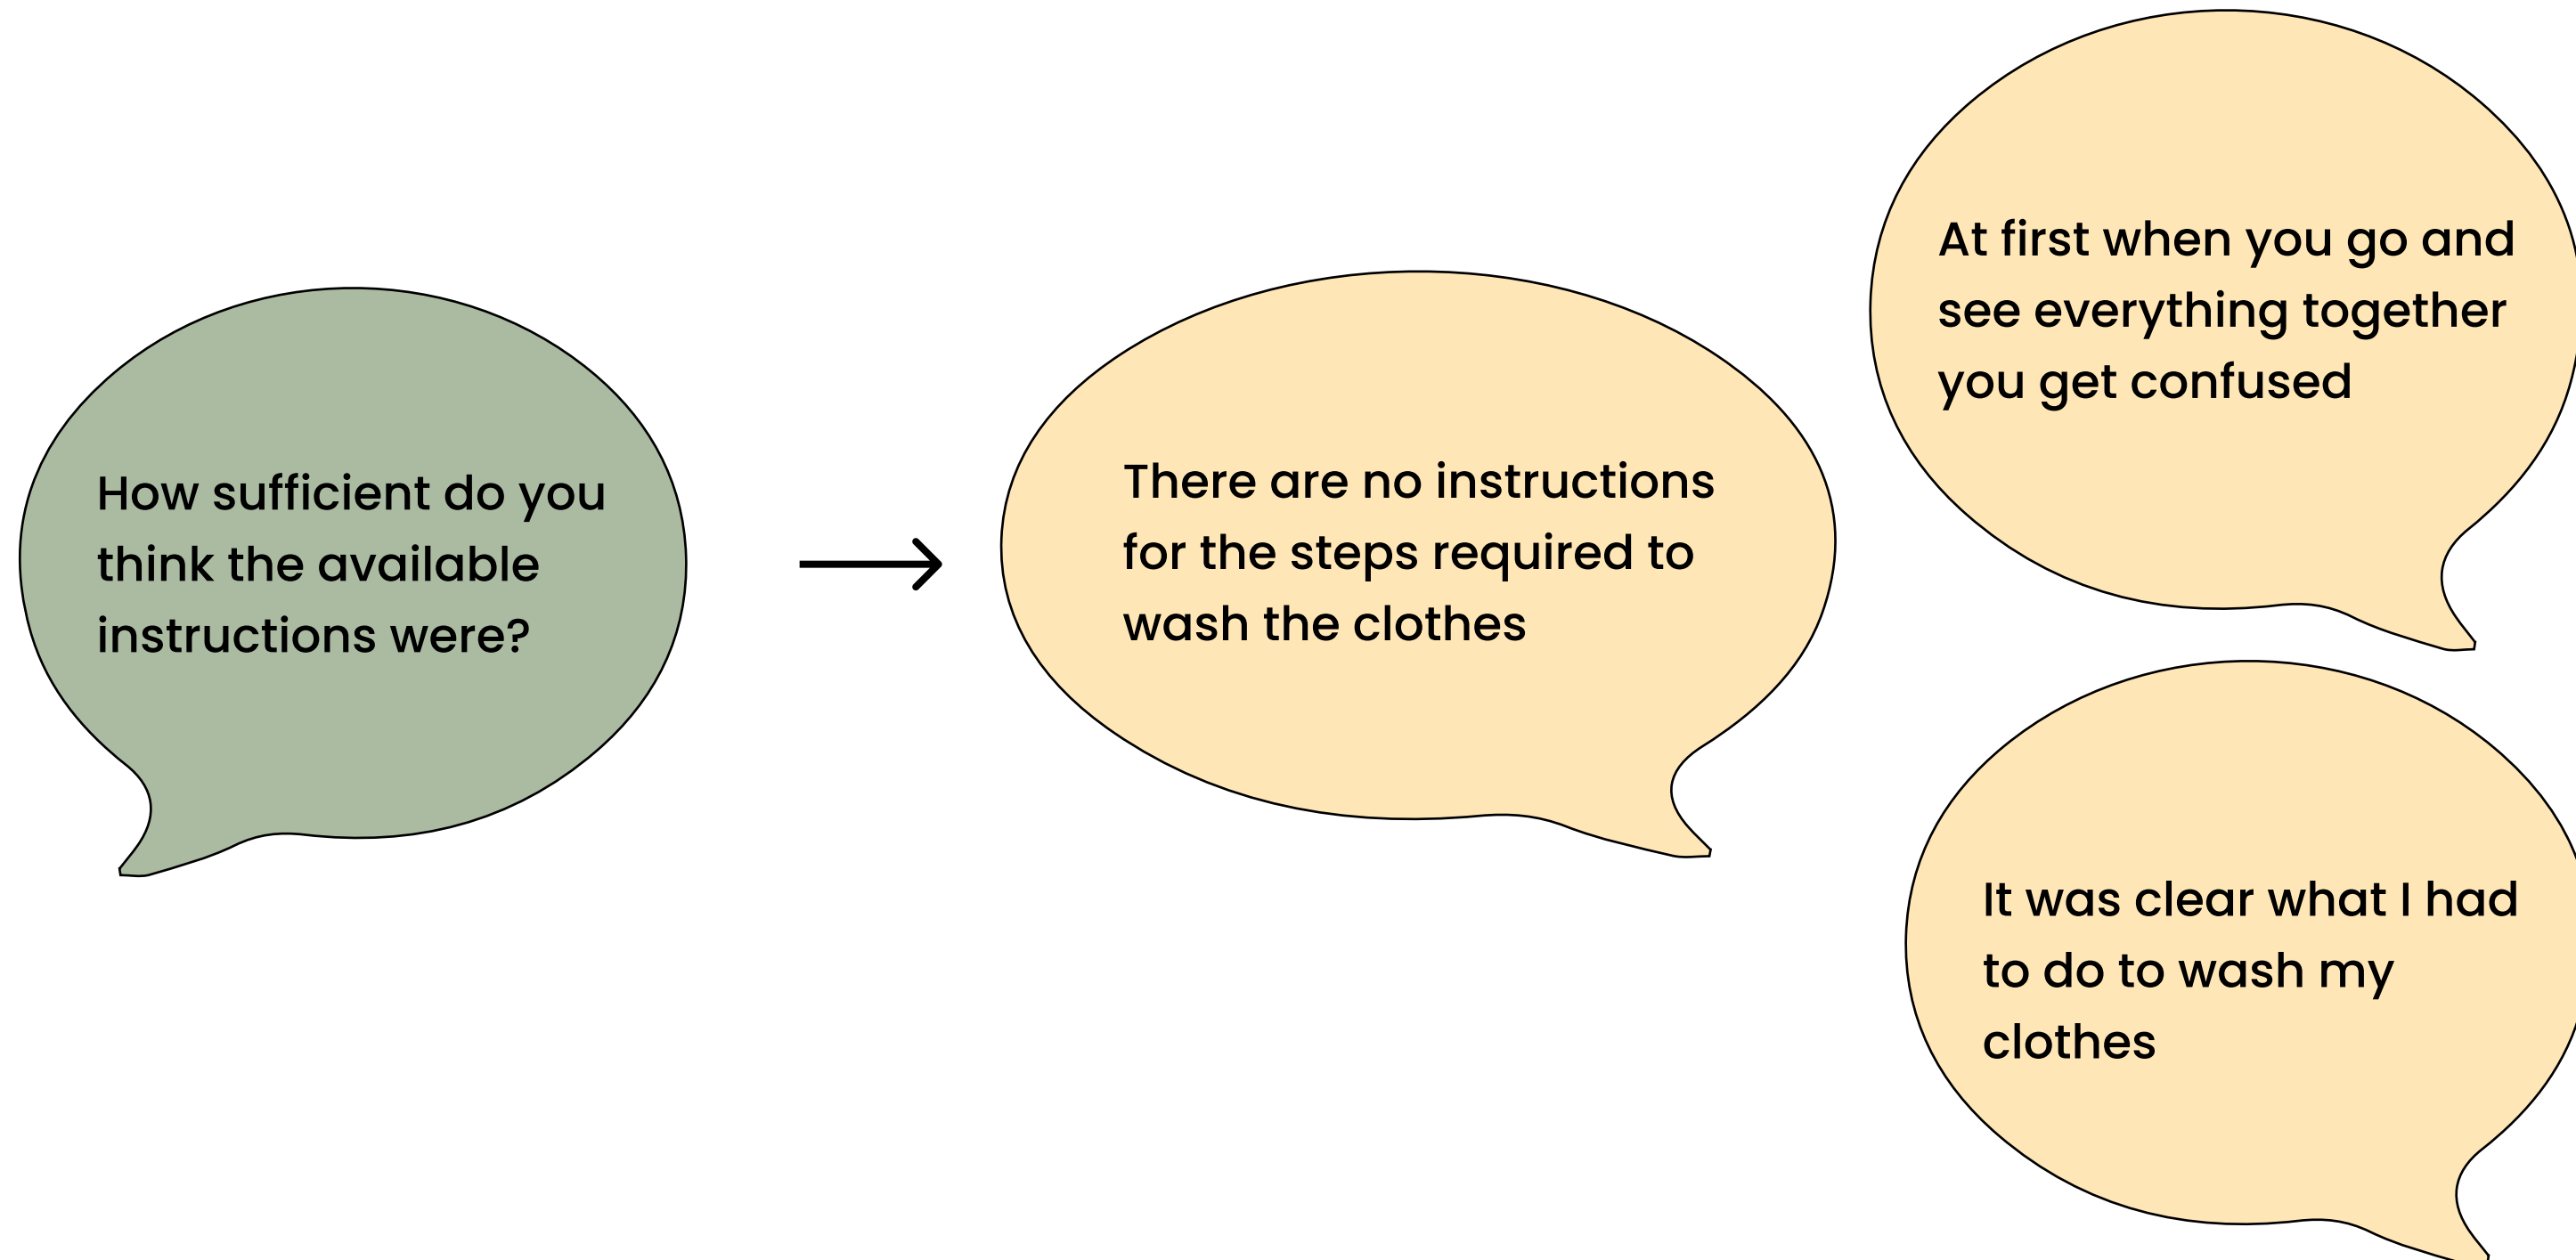 How sufficient do you
think the available
instructions were?
There are no instructions
for the steps required to
wash the clothes
At first when you go and
see everything together
you get confused
It was clear what I had
to do to wash my
clothes